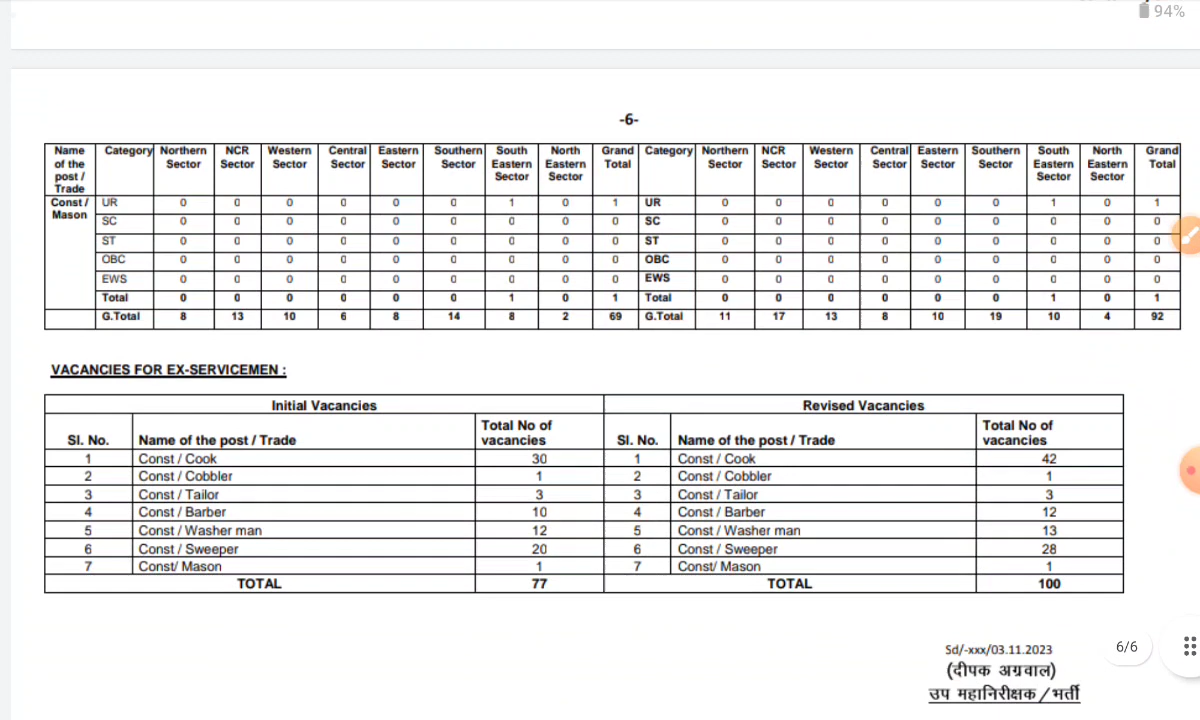 94%
-6-
Name of the post / Trade Category Northern Sector NCR Sector Western Sector Central Sector Eastern Sector Southern Sector South Eastern Sector North Eastern Sector Grand Total Category Northern Sector NCR Sector Western Sector Central Sector Eastern Sector Southern Sector South Eastern Sector North Eastern Sector Grand Total
Const / Mason UR 0 0 0 0 0 0 1 0 1 UR 0 0 0 0 0 0 1 0 1
SC 0 0 0 0 0 0 0 0 0 SC 0 0 0 0 0 0 0 0 0
ST 0 0 0 0 0 0 0 0 0 ST 0 0 0 0 0 0 0 0 0
OBC 0 0 0 0 0 0 0 0 0 OBC 0 0 0 0 0 0 0 0 0
EWS 0 0 0 0 0 0 0 0 0 EWS 0 0 0 0 0 0 0 0 0
Total 0 0 0 0 0 0 1 0 1 Total 0 0 0 0 0 0 1 0 1
G.Total 8 13 10 6 8 14 8 2 69 G.Total 11 17 13 8 10 19 10 4 92
VACANCIES FOR EX-SERVICEMEN :
Initial Vacancies Revised Vacancies
Sl. No. Name of the post / Trade Total No of vacancies Sl. No. Name of the post / Trade Total No of vacancies
1 Const / Cook 30 1 Const / Cook 42
2 Const / Cobbler 1 2 Const / Cobbler 1
3 Const / Tailor 3 3 Const / Tailor 3
4 Const / Barber 10 4 Const / Barber 12
5 Const / Washer man 12 5 Const / Washer man 13
6 Const / Sweeper 20 6 Const / Sweeper 28
7 Const/ Mason 1 7 Const/ Mason 1
TOTAL 77 TOTAL 100
Sd/-xxx/03.11.2023
6/6
(दीपक अग्रवाल)
उप महानिरीक्षक/भर्ती